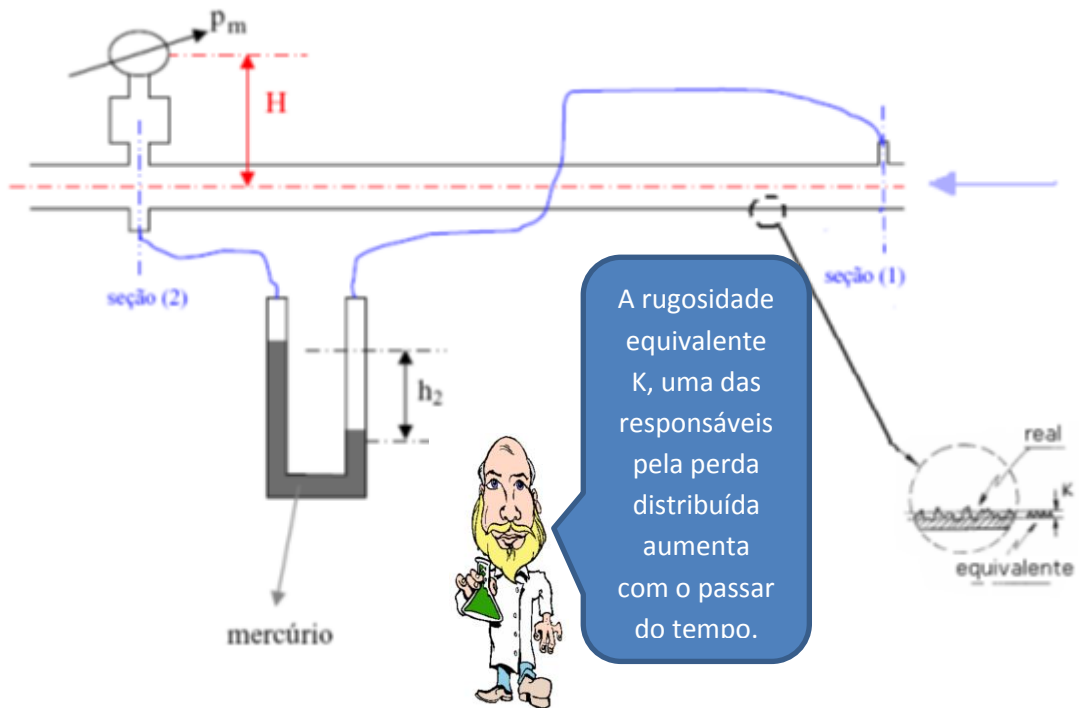 pm
H
seção (2)
seção (1)
h2
mercúrio
A rugosidade
equivalente
K, uma das
responsáveis
pela perda
distribuída
aumenta
com o passar
do tempo.
real
K
equivalente